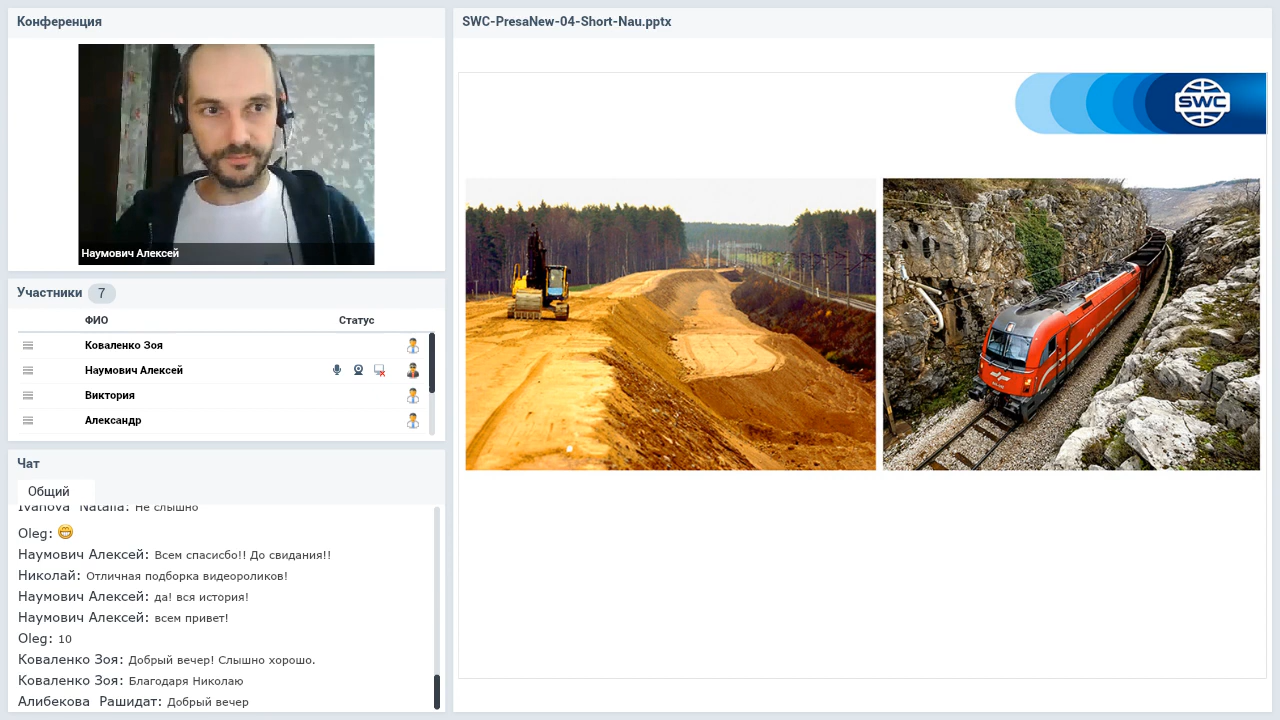 Конференция
Наумович Алексей
Участники 7
ФИО Статус
Коваленко Зоя
Наумович Алексей
Виктория
Александр
Чат
Общий
Ivanova Natalia: Не слышно
Oleg:
Наумович Алексей: Всем спасисбо!! До свидания!!
Николай: Отличная подборка видеороликов!
Наумович Алексей: да! вся история!
Наумович Алексей: всем привет!
Oleg: 10
Коваленко Зоя: Добрый вечер! Слышно хорошо.
Коваленко Зоя: Благодаря Николаю
Алибекова Рашидат: Добрый вечер
SWC-PresaNew-04-Short-Nau.pptx
SWC